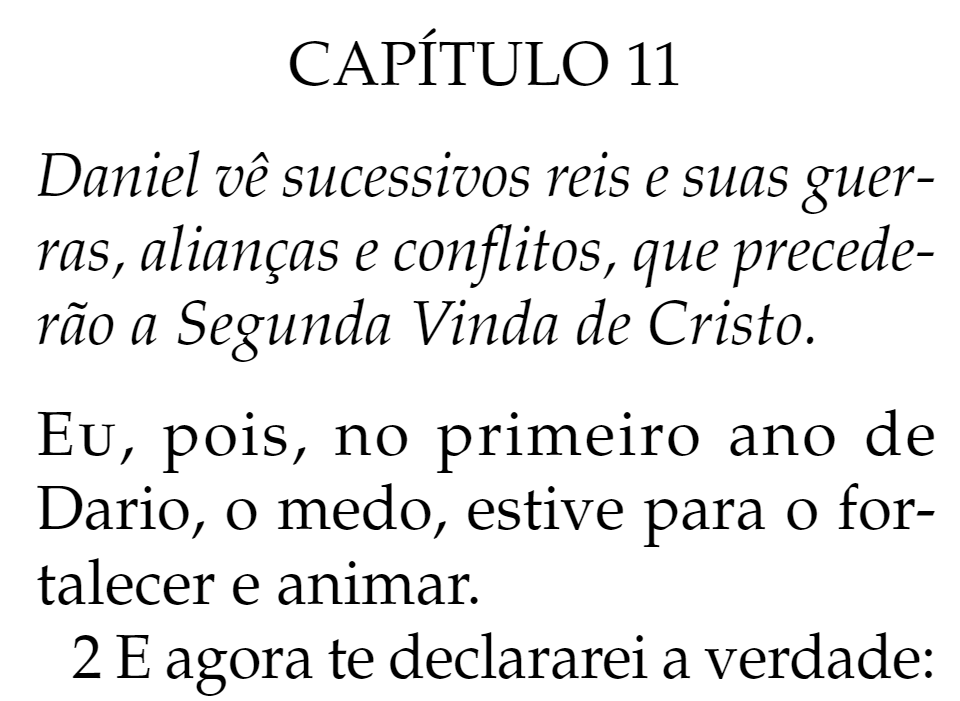 CAPÍTULO 11
Daniel vê sucessivos reis e suas guer-
ras, alianças e conflitos, que precede-
rão a Segunda Vinda de Cristo.
Eu, pois, no primeiro ano de
Dario, o medo, estive para o for-
talecer e animar.
2 E agora te declararei a verdade: